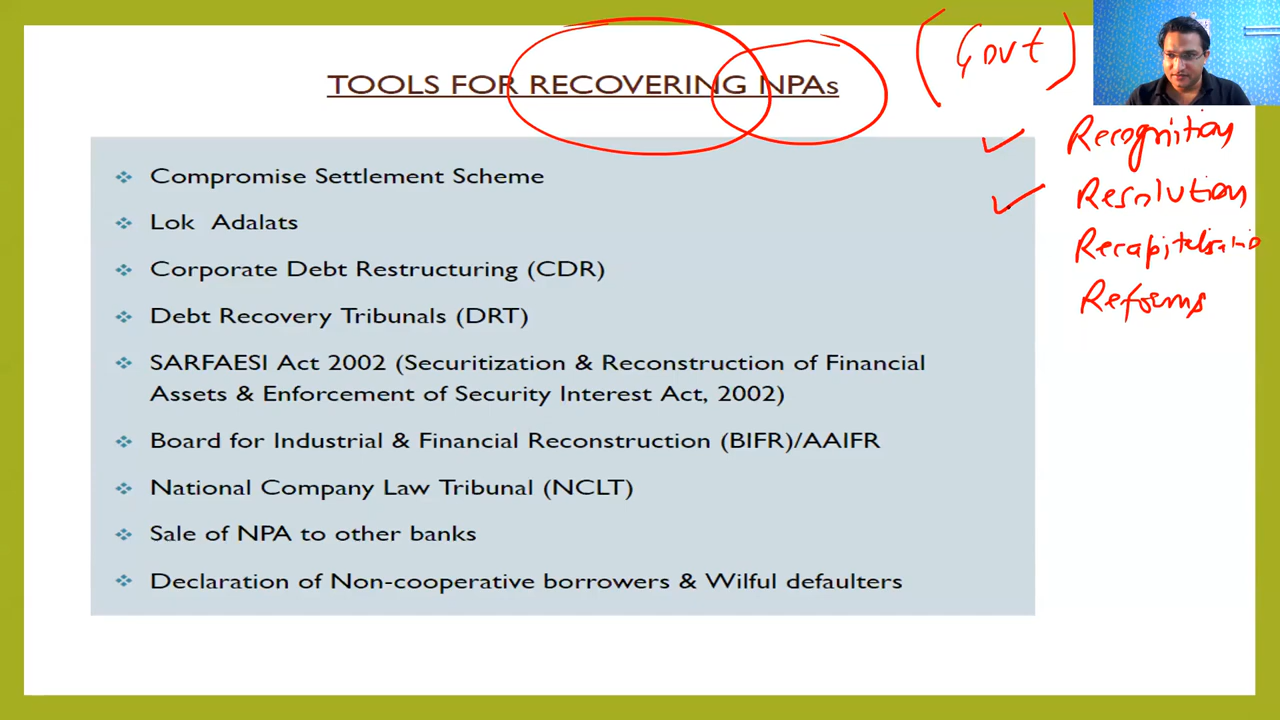 TOOLS FOR RECOVERING NPAs
(Govt)
Recognition
Resolution
Recapitalisatio
Reforms
Compromise Settlement Scheme
Lok Adalats
Corporate Debt Restructuring (CDR)
Debt Recovery Tribunals (DRT)
SARFAESI Act 2002 (Securitization & Reconstruction of Financial
Assets & Enforcement of Security Interest Act, 2002)
Board for Industrial & Financial Reconstruction (BIFR)/AAIFR
National Company Law Tribunal (NCLT)
Sale of NPA to other banks
Declaration of Non-cooperative borrowers & Wilful defaulters